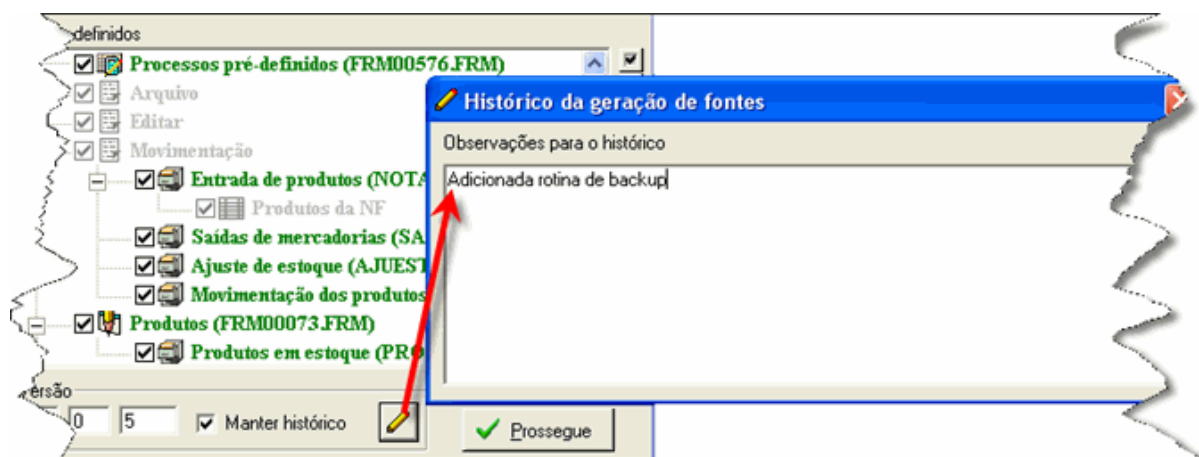 definidos
Processos pré-definidos (FRM00576.FRM)
Arquivo
Editar
Movimentação
Entrada de produtos (NOTA
Produtos da NF
Saídas de mercadorias (SA
Ajuste de estoque (AJUEST
Movimentação dos produtos
Produtos (FRM00073.FRM)
Produtos em estoque (PRO
ersão
0 5 Manter histórico
Prossegue
Histórico da geração de fontes
Observações para o histórico
Adicionada rotina de backup